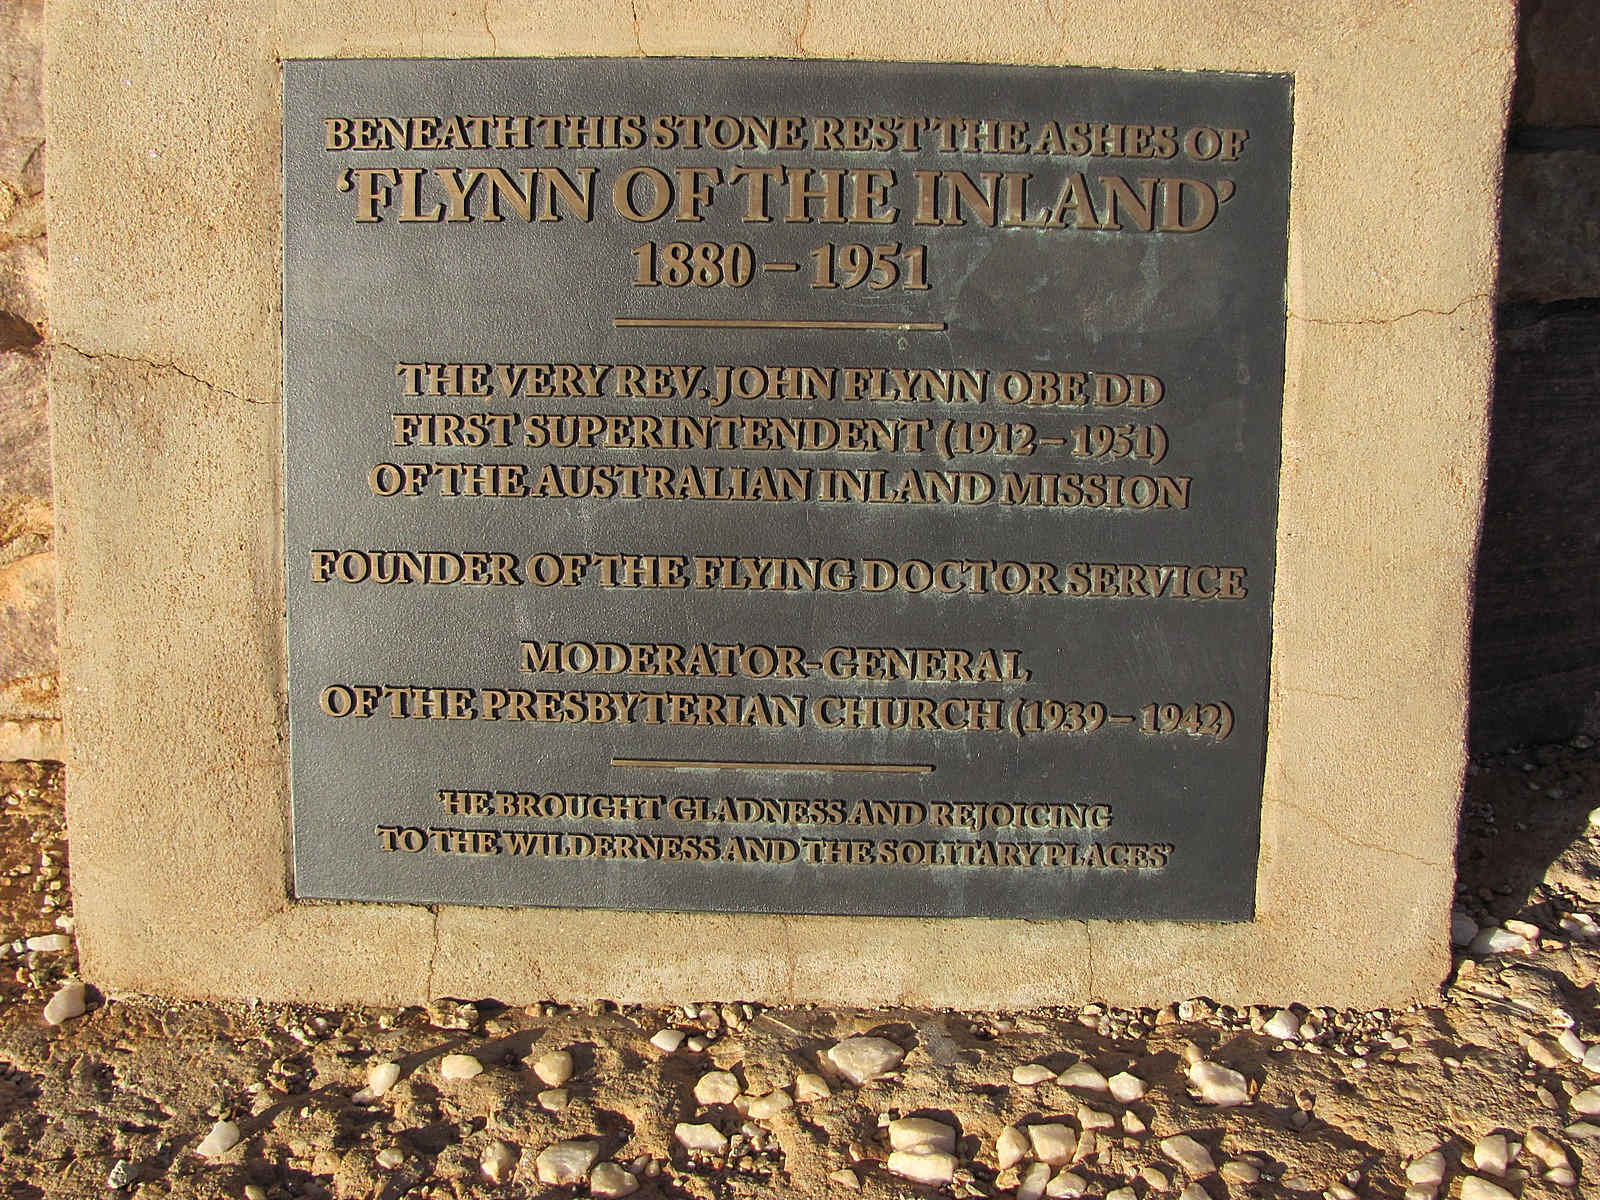 BENEATH THIS STONE REST THE ASHES OF
‘FLYNN OF THE INLAND’
1880 – 1951
THE VERY REV. JOHN FLYNN OBE DD
FIRST SUPERINTENDENT (1912 – 1951)
OF THE AUSTRALIAN INLAND MISSION
FOUNDER OF THE FLYING DOCTOR SERVICE
MODERATOR-GENERAL
OF THE PRESBYTERIAN CHURCH (1939 – 1942)
‘HE BROUGHT GLADNESS AND REJOICING
TO THE WILDERNESS AND THE SOLITARY PLACES’